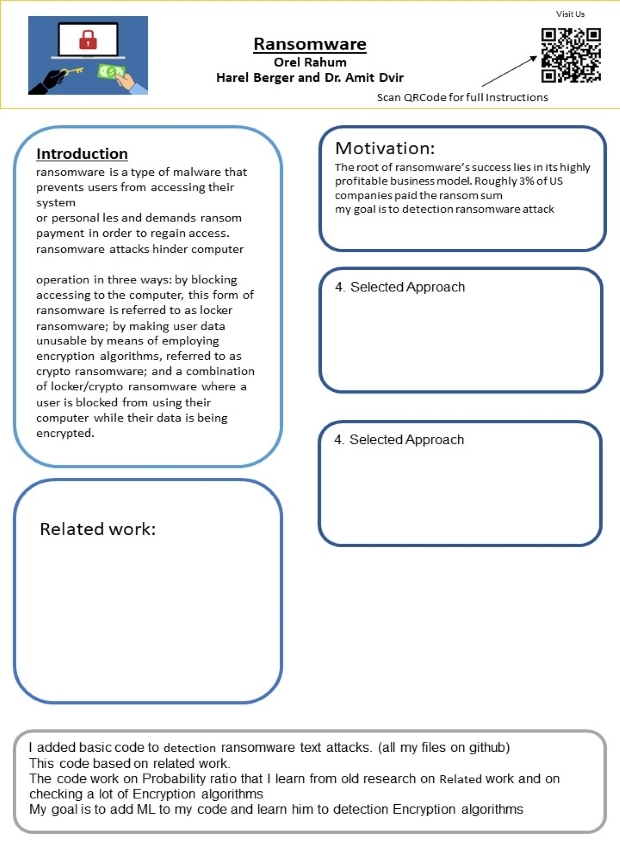 Visit Us
Ransomware
Orel Rahum
Harel Berger and Dr. Amit Dvir
Scan QRCode for full Instructions
Introduction
ransomware is a type of malware that
prevents users from accessing their
system
or personal les and demands ransom
payment in order to regain access.
ransomware attacks hinder computer
operation in three ways: by blocking
accessing to the computer, this form of
ransomware is referred to as locker
ransomware; by making user data
unusable by means of employing
encryption algorithms, referred to as
crypto ransomware; and a combination
of locker/crypto ransomware where a
user is blocked from using their
computer while their data is being
encrypted.
Related work:
Motivation:
The root of ransomware's success lies in its highly
profitable business model. Roughly 3% of US
companies paid the ransom sum
my goal is to detection ransomware attack
4. Selected Approach
4. Selected Approach
I added basic code to detection ransomware text attacks. (all my files on github)
This code based on related work.
The code work on Probability ratio that I learn from old research on Related work and on
checking a lot of Encryption algorithms
My goal is to add ML to my code and learn him to detection Encryption algorithms